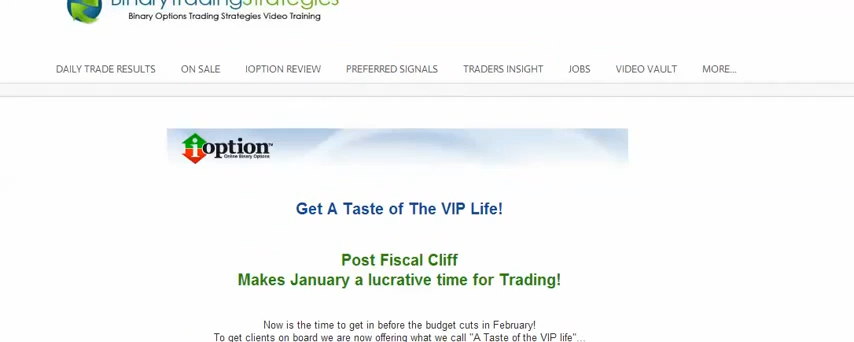 BinaryTradingStrategies
Binary Options Trading Strategies Video Training
DAILY TRADE RESULTS ON SALE IOPTION REVIEW PREFERRED SIGNALS TRADERS INSIGHT JOBS VIDEO VAULT MORE...
ioption™
Online Binary Options
Get A Taste of The VIP Life!
Post Fiscal Cliff
Makes January a lucrative time for Trading!
Now is the time to get in before the budget cuts in February!
To get clients on board we are now offering what we call "A Taste of the VIP life"...